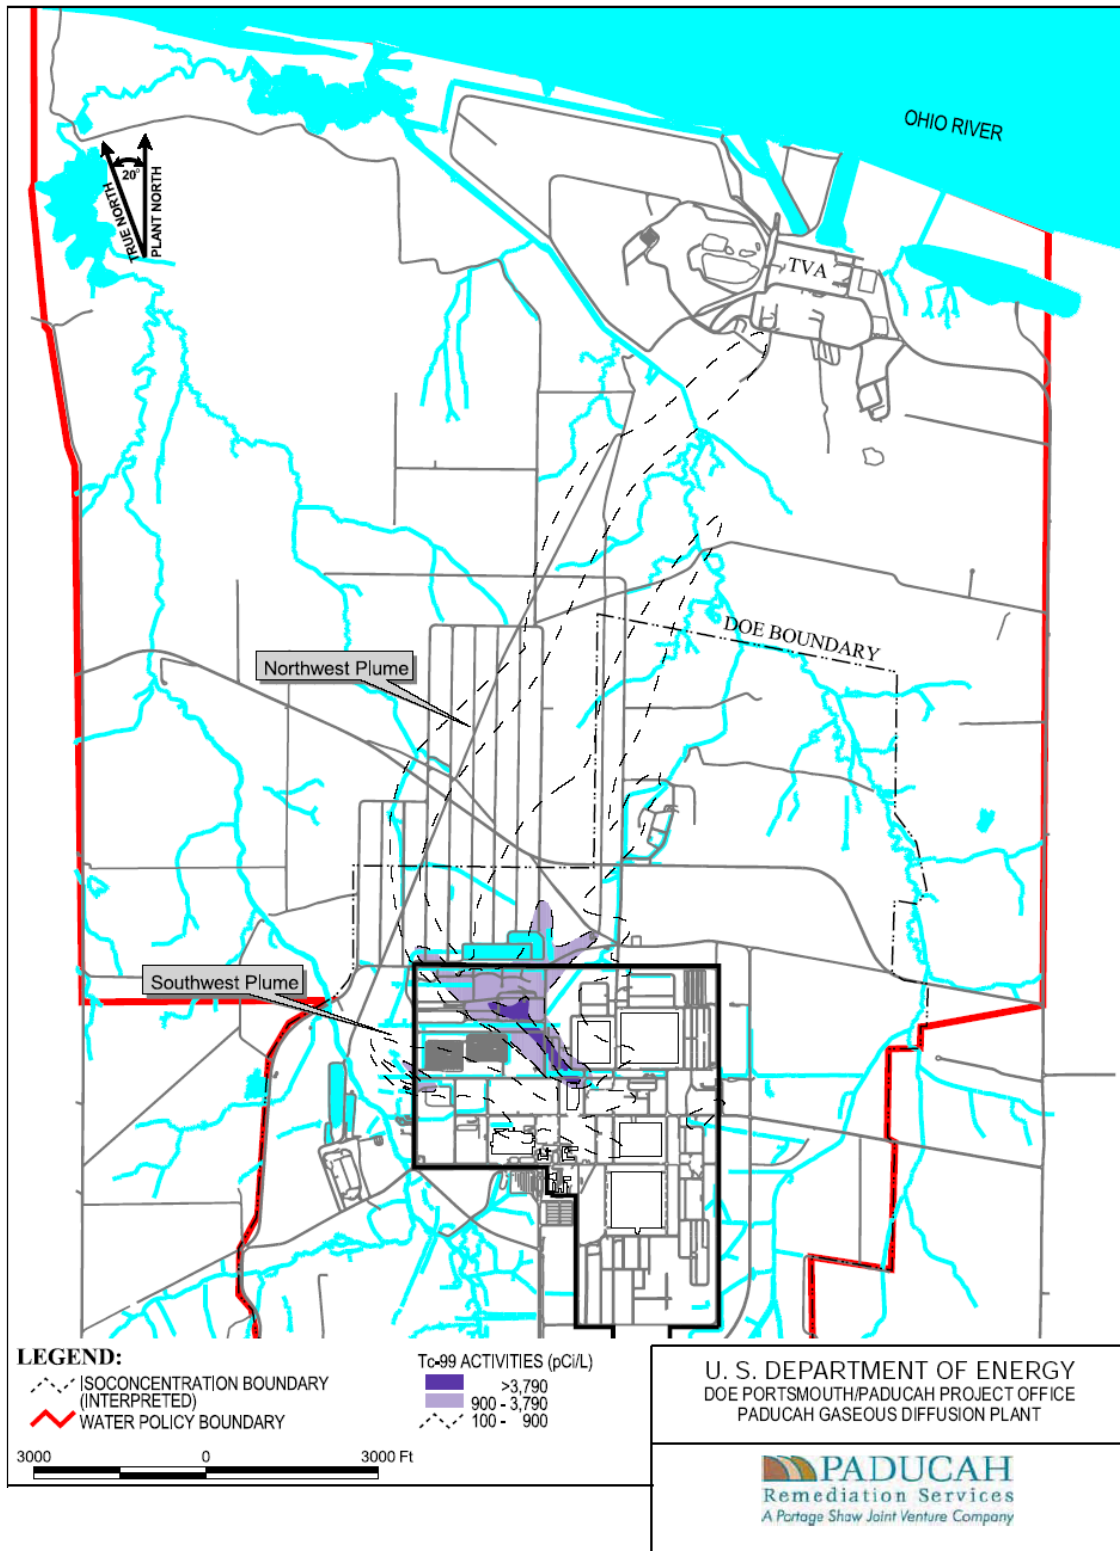 OHIO RIVER
20°
TRUE NORTH
PLANT NORTH
TVA
DOE BOUNDARY
Northwest Plume
Southwest Plume
LEGEND:
ISOCONCENTRATION BOUNDARY
(INTERPRETED)
WATER POLICY BOUNDARY
3000 0 3000 Ft
Tc-99 ACTIVITIES (pCi/L)
>3,790
900 - 3,790
100 - 900
U. S. DEPARTMENT OF ENERGY
DOE PORTSMOUTH/PADUCAH PROJECT OFFICE
PADUCAH GASEOUS DIFFUSION PLANT
PADUCAH
Remediation Services
A Portage Shaw Joint Venture Company